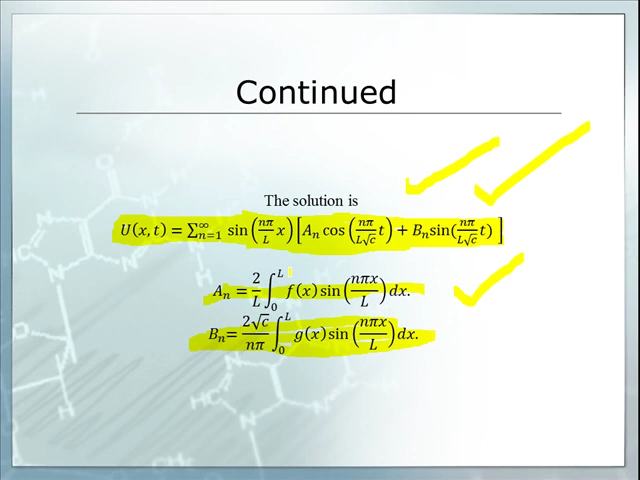 Continued
The solution is
U(x, t) = ∑_{n=1}^{∞} sin(nπ/L x)[A_n cos(nπ/L√c t) + B_n sin(nπ/L√c t) ]
A_n = 2/L ∫_0^L f(x) sin(nπx/L) dx.
B_n= 2√c/nπ ∫_0^L g(x) sin(nπx/L) dx.